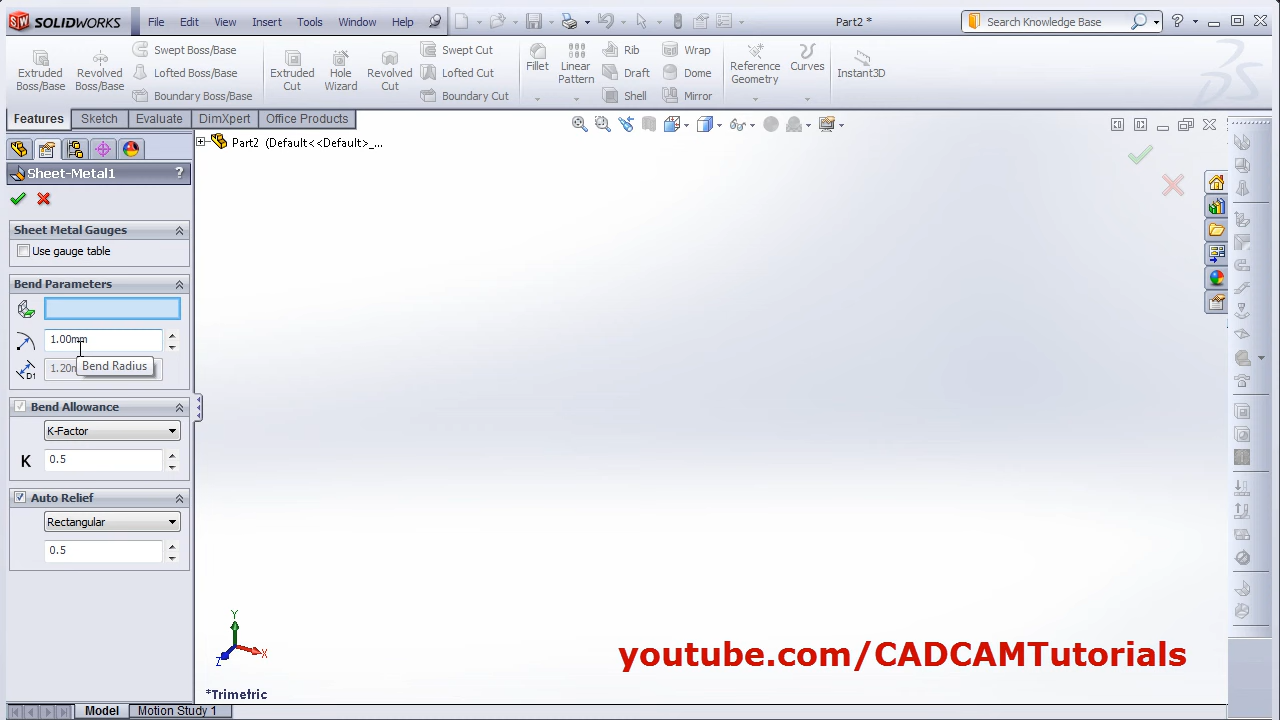 SOLIDWORKS File Edit View Insert Tools Window Help Part2 * Search Knowledge Base ?
Extruded Boss/Base
Revolved Boss/Base
Swept Boss/Base
Lofted Boss/Base
Boundary Boss/Base
Extruded Cut
Hole Wizard
Revolved Cut
Swept Cut
Lofted Cut
Boundary Cut
Fillet
Linear Pattern
Rib
Draft
Shell
Wrap
Dome
Mirror
Reference Geometry
Curves
Instant3D
Features Sketch Evaluate DimXpert Office Products
Part2 (Default<<Default>_...
Sheet-Metal1 ?
Sheet Metal Gauges
Use gauge table
Bend Parameters
1.00mm
Bend Radius
D1 1.20
Bend Allowance
K-Factor
K 0.5
Auto Relief
Rectangular
0.5
Y
X
Z
youtube.com/CADCAMTutorials
*Trimetric
Model Motion Study 1